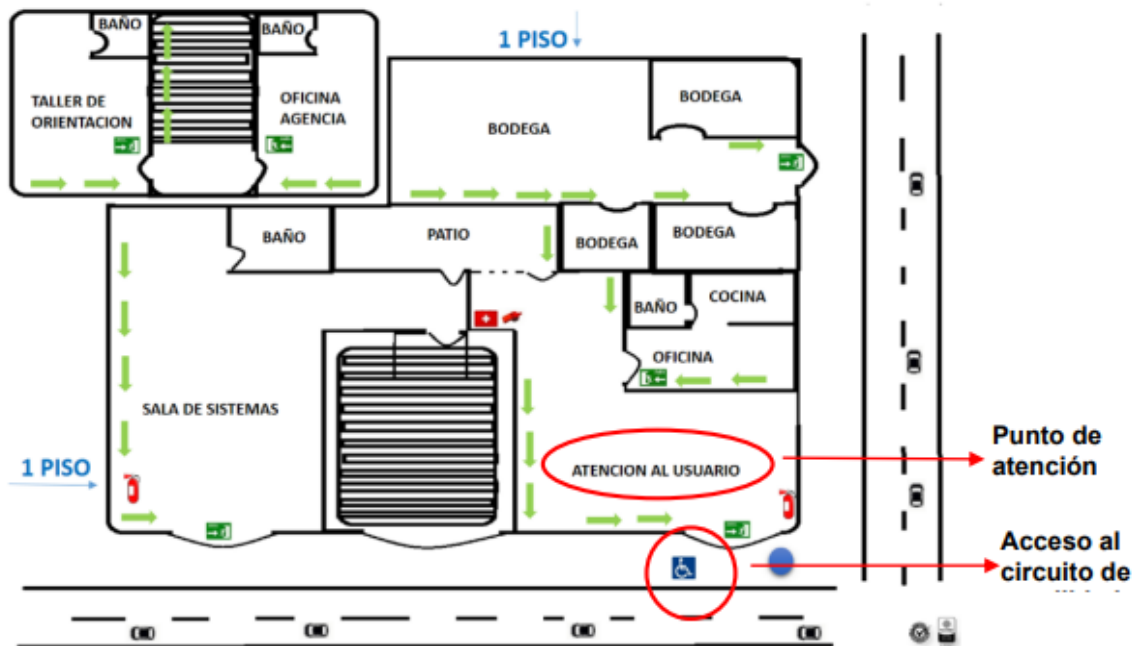 BAÑO
BAÑO
1 PISO
TALLER DE
ORIENTACION
OFICINA
AGENCIA
BODEGA
BODEGA
BAÑO
PATIO
BODEGA
BODEGA
BAÑO
COCINA
OFICINA
SALA DE SISTEMAS
1 PISO
ATENCION AL USUARIO
Punto de
atención
Acceso al
circuito de